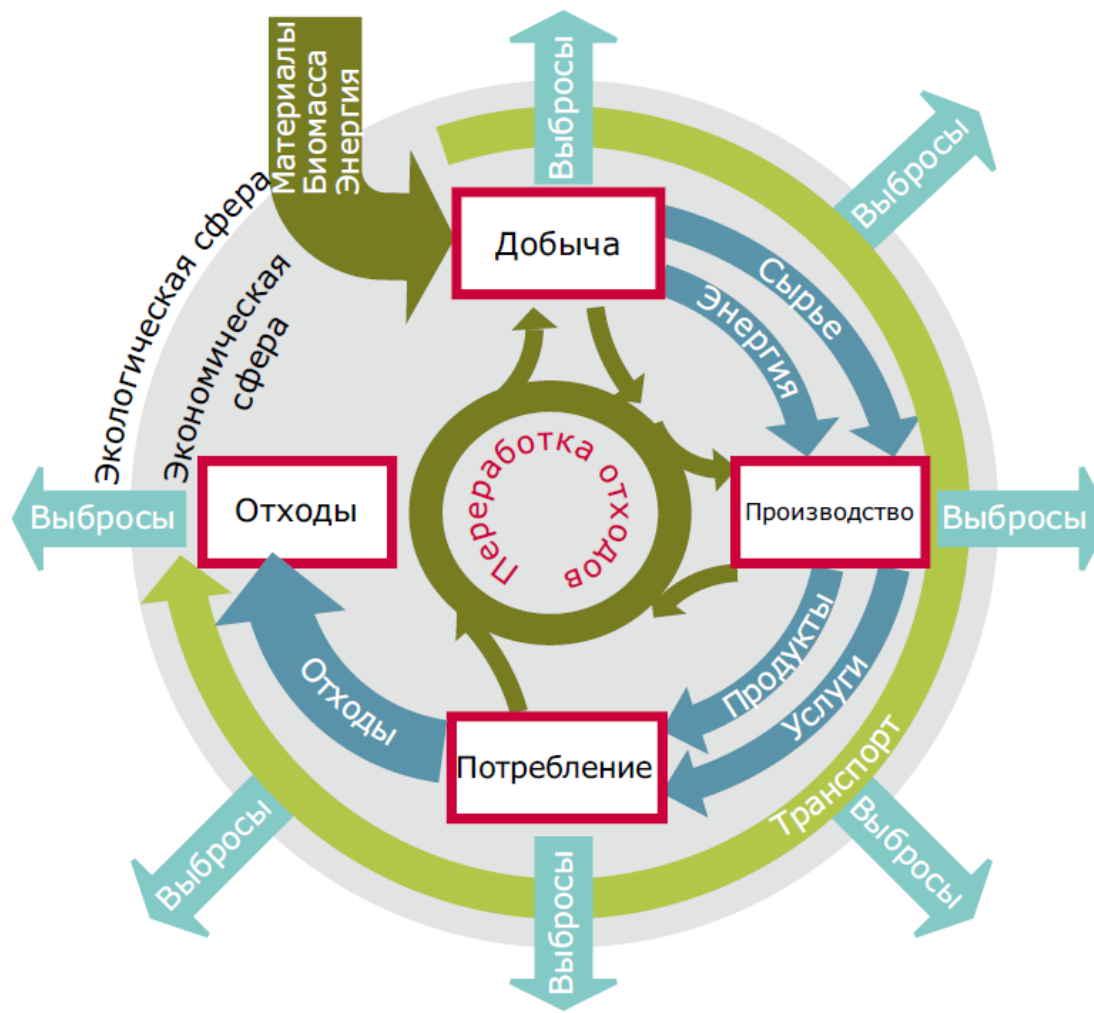 Материалы
Биомасса
Энергия
Выбросы
Выбросы
Экологическая сфера
Экономическая
сфера
Добыча
Сырье
Энергия
Переработка отходов
Отходы
Производство
Выбросы
Выбросы
Отходы
Продукты
Услуги
Потребление
Транспорт
Выбросы
Выбросы
Выбросы